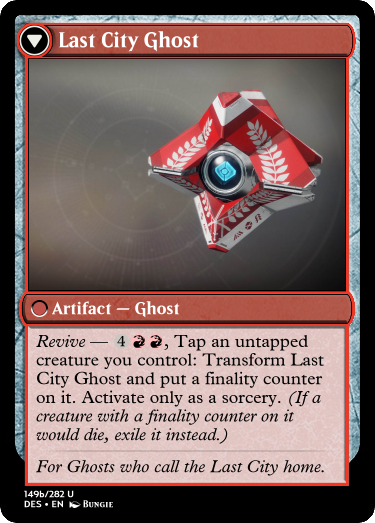 Last City Ghost
Artifact — Ghost
Revive — 4 , Tap an untapped
creature you control: Transform Last
City Ghost and put a finality counter
on it. Activate only as a sorcery. (If a
creature with a finality counter on it
would die, exile it instead.)
For Ghosts who call the Last City home.
149b/282 U
DES • EN Bungie